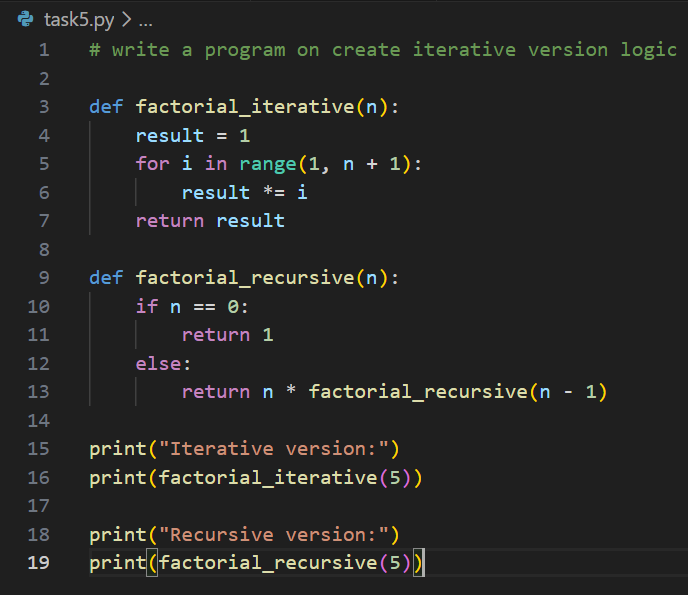 task5.py > ...
1 # write a program on create iterative version logic
2
3 def factorial_iterative(n):
4     result = 1
5     for i in range(1, n + 1):
6         result *= i
7     return result
8
9 def factorial_recursive(n):
10     if n == 0:
11         return 1
12     else:
13         return n * factorial_recursive(n - 1)
14
15 print("Iterative version:")
16 print(factorial_iterative(5))
17
18 print("Recursive version:")
19 print(factorial_recursive(5))